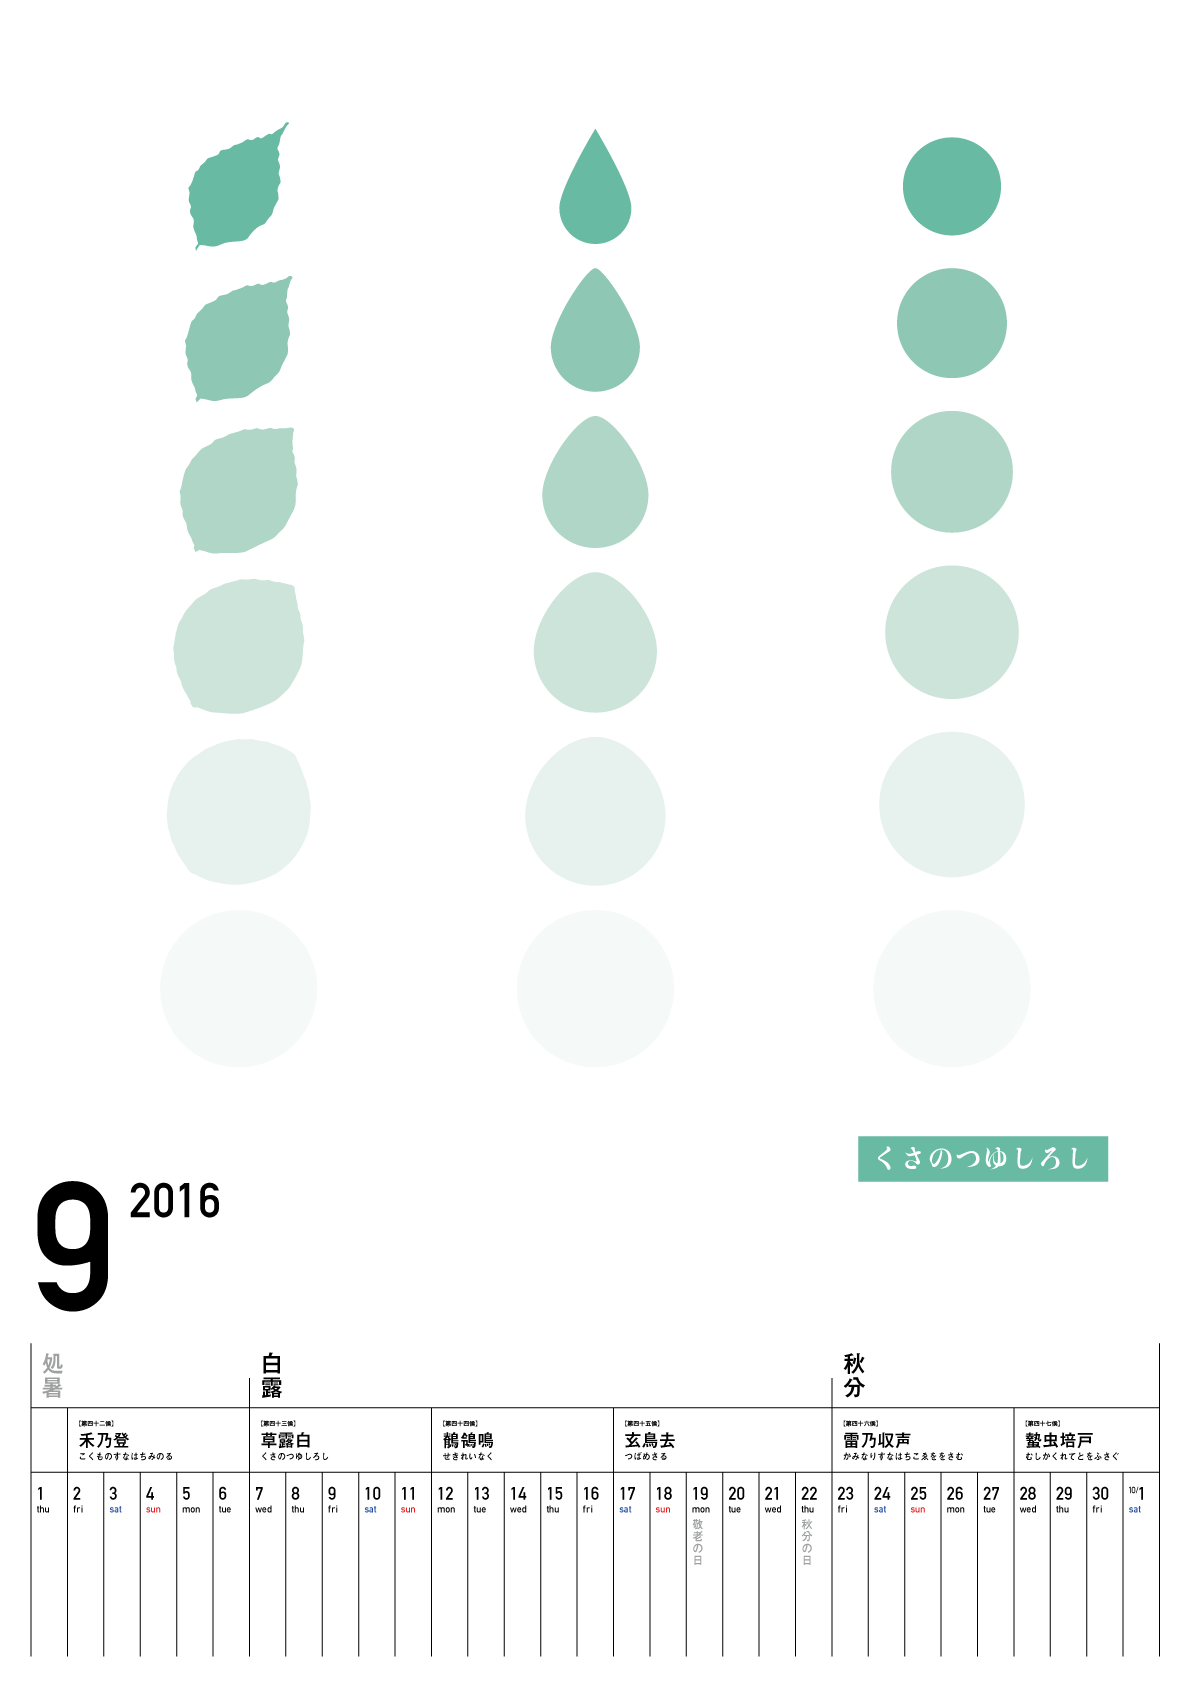 くさのつゆしろし
9 2016
処暑
白露
秋分
【第四十二候】
禾乃登
こくものすなはちみのる
【第四十三候】
草露白
くさのつゆしろし
【第四十四候】
鶺鴒鳴
せきれいなく
【第四十五候】
玄鳥去
つばめさる
【第四十六候】
雷乃収声
かみなりすなはちこゑををさむ
【第四十七候】
蟄虫培戸
むしかくれてとをふさぐ
1 2 3 4 5 6 7 8 9 10 11 12 13 14 15 16 17 18 19 20 21 22 23 24 25 26 27 28 29 30 10/1
thu fri sat sun mon tue wed thu fri sat sun mon tue wed thu fri sat sun mon tue wed thu fri sat sun mon tue wed thu fri sat
敬老の日
秋分の日